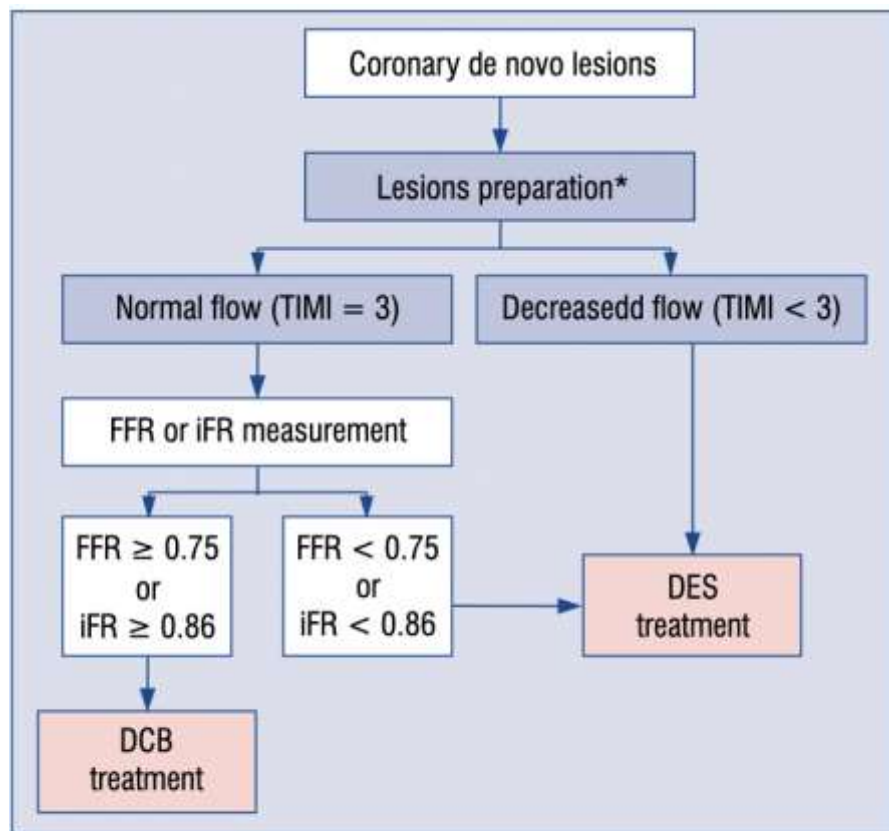 Coronary de novo lesions
Lesions preparation*
Normal flow (TIMI = 3)
Decreasedd flow (TIMI < 3)
FFR or iFR measurement
FFR ≥ 0.75
or
iFR ≥ 0.86
FFR < 0.75
or
iFR < 0.86
DES
treatment
DCB
treatment